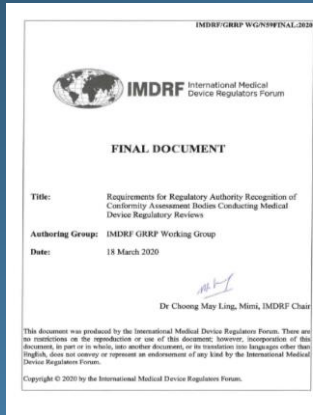 IMDRF/GRRP WG/N59FINAL:2020
IMDRF International Medical
Device Regulators Forum
FINAL DOCUMENT
Title: Requirements for Regulatory Authority Recognition of
Conformity Assessment Bodies Conducting Medical
Device Regulatory Reviews
Authoring Group: IMDRF GRRP Working Group
Date: 18 March 2020
Dr Choong May Ling, Mimi, IMDRF Chair
This document was produced by the International Medical Device Regulators Forum. There are
no restrictions on the reproduction or use of this document; however, incorporation of this
document, in part or in whole, into another document, or its translation into languages other than
English, does not convey or represent an endorsement of any kind by the International Medical
Device Regulators Forum.
Copyright © 2020 by the International Medical Device Regulators Forum.